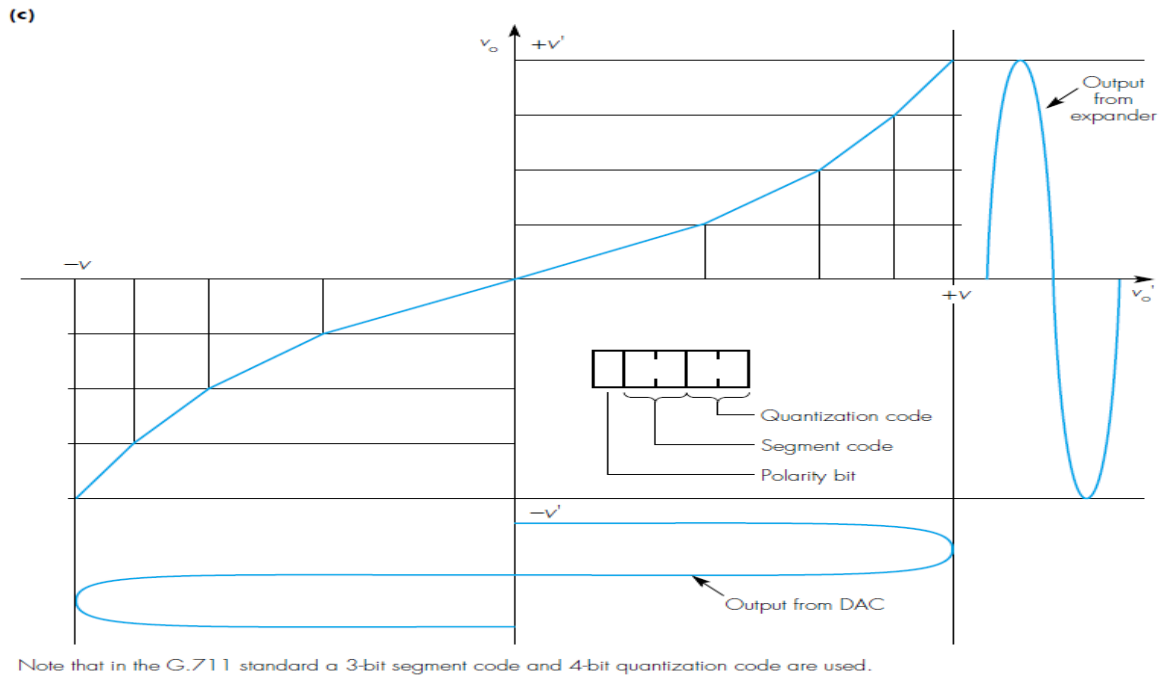 (c)
vₒ
+v'
Output
from
expander
−v
+v
vₒ'
Quantization code
Segment code
Polarity bit
−v'
Output from DAC
Note that in the G.711 standard a 3-bit segment code and 4-bit quantization code are used.